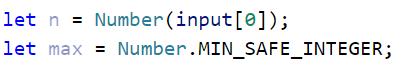 let n = Number(input[0]);
let max = Number.MIN_SAFE_INTEGER;